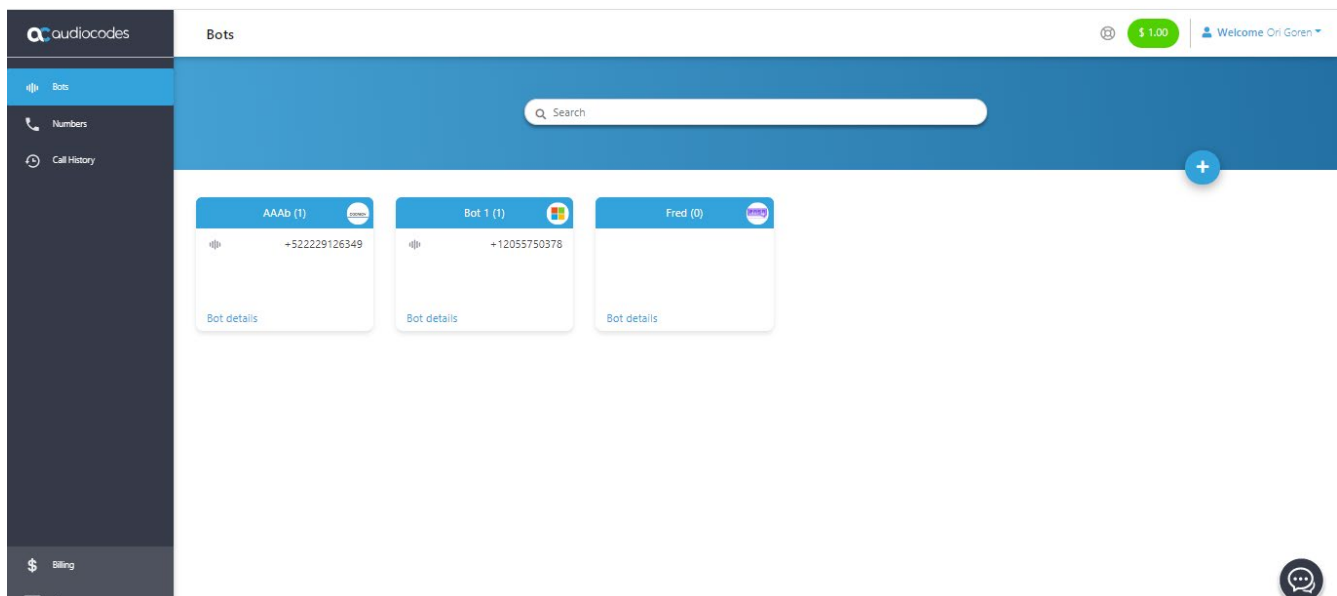 audiocodes
Bots
$ 1.00
Welcome Ori Goren
Bots
Numbers
Call History
Search
+
AAAb (1)
Bot 1 (1)
Fred (0)
+522229126349
+12055750378
Bot details
Bot details
Bot details
$ Billing